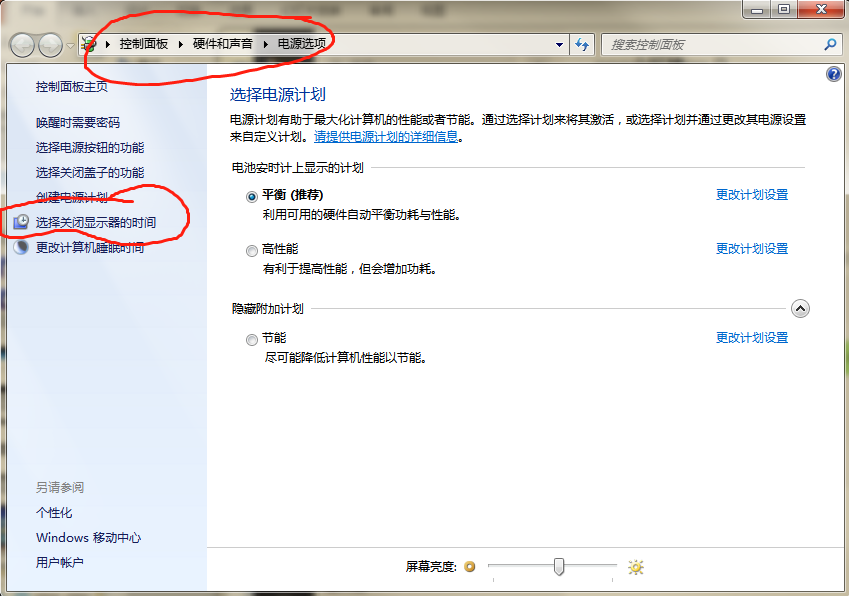 控制面板 硬件和声音 电源选项
搜索控制面板
控制面板主页
唤醒时需要密码
选择电源按钮的功能
选择关闭盖子的功能
创建电源计划
选择关闭显示器的时间
更改计算机睡眠时间
另请参阅
个性化
Windows 移动中心
用户帐户
选择电源计划
电源计划有助于最大化计算机的性能或者节能。通过选择计划来将其激活，或选择计划并通过更改其电源设置
来自定义计划。请提供电源计划的详细信息。
电池安时计上显示的计划
平衡 (推荐) 更改计划设置
利用可用的硬件自动平衡功耗与性能。
高性能 更改计划设置
有利于提高性能，但会增加功耗。
隐藏附加计划
节能 更改计划设置
尽可能降低计算机性能以节能。
屏幕亮度: